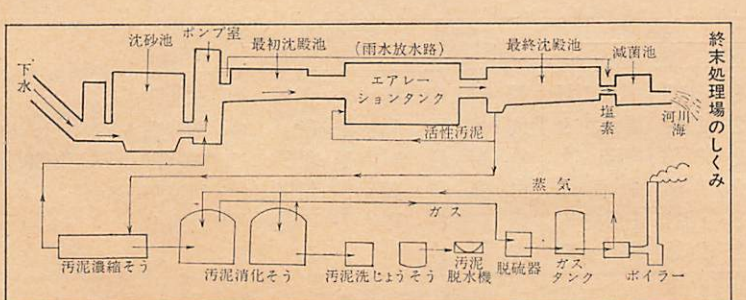 終末処理場のしくみ
下水
沈砂池
ポンプ室
最初沈殿池
(雨水放水路)
エアレー
ションタンク
最終沈殿池
滅菌池
塩素
河川
海
活性汚泥
蒸気
ガス
汚泥濃縮そう
汚泥消化そう
汚泥洗じょうそう
汚泥
脱水機
脱硫器
ガス
タンク
ボイラー